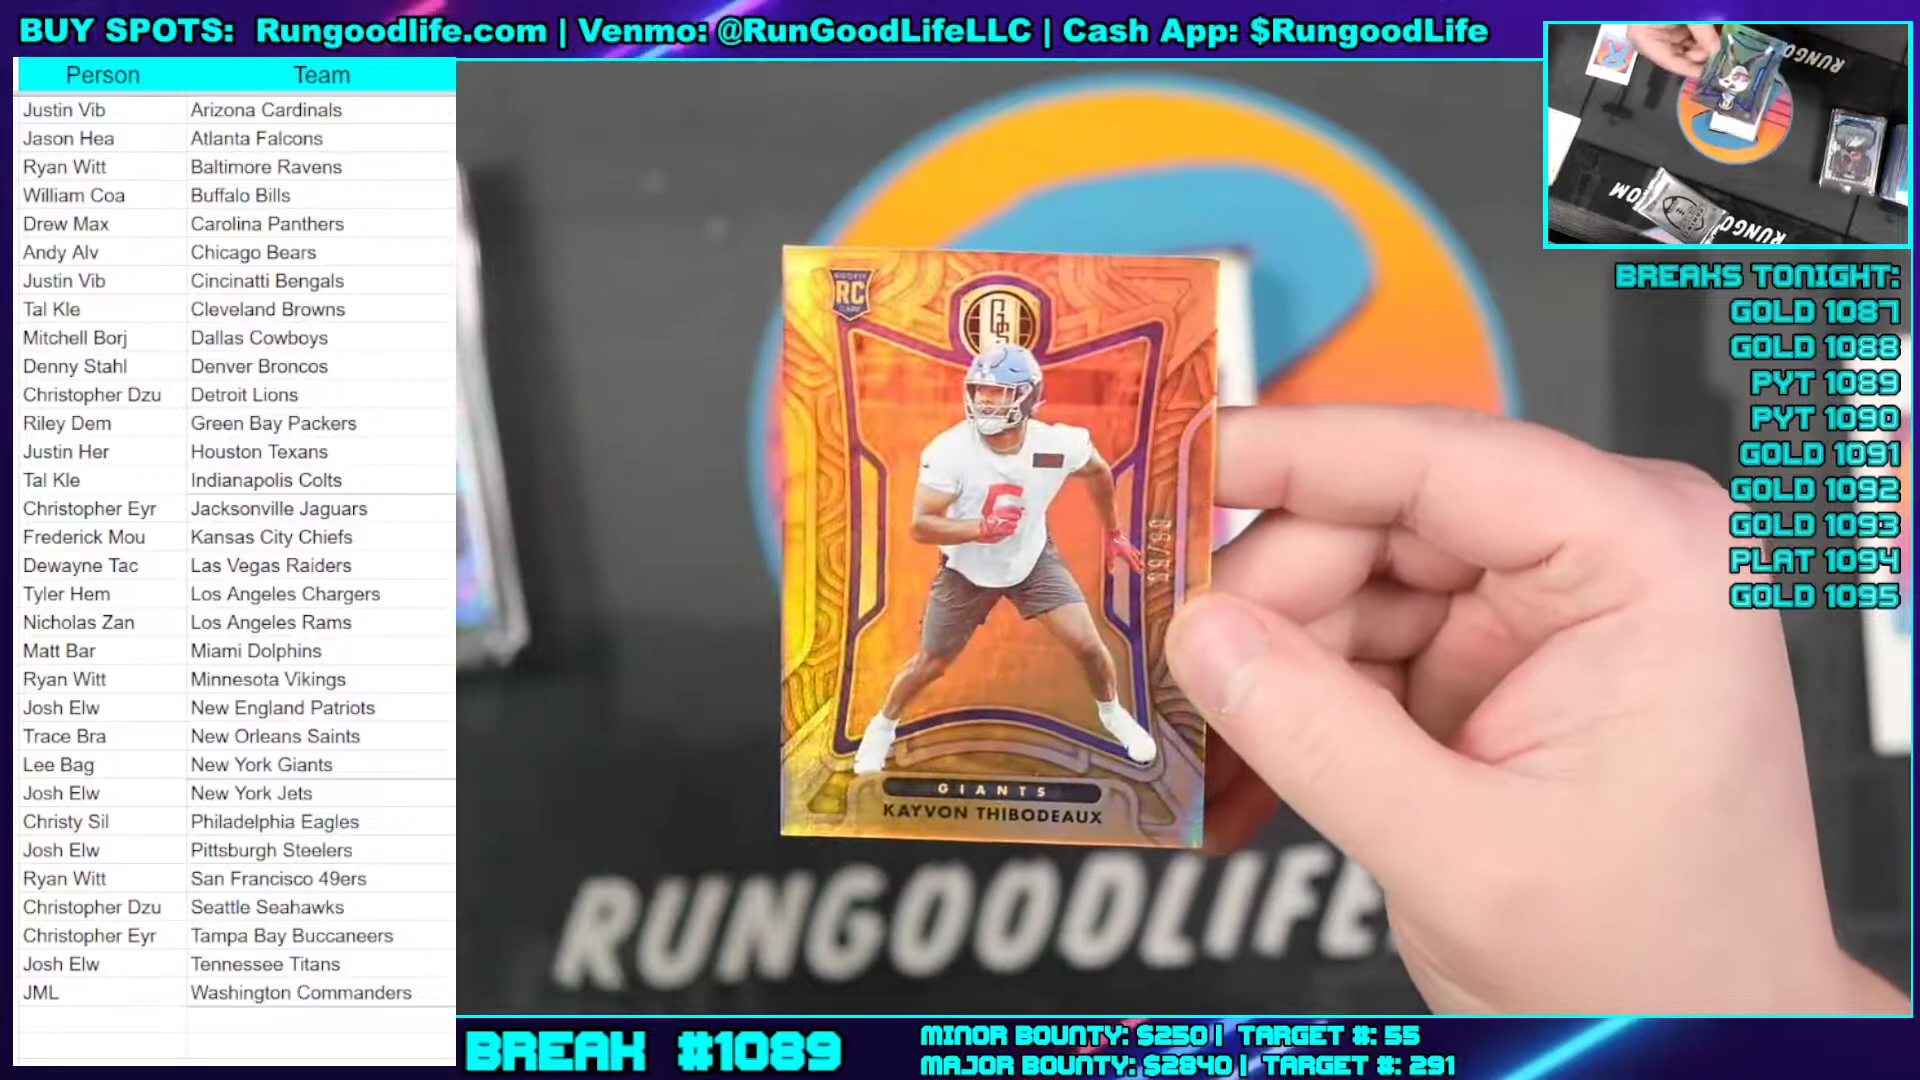 BUY SPOTS: Rungoodlife.com | Venmo: @RunGoodLifeLLC | Cash App: $RungoodLife
Person Team
Justin Vib Arizona Cardinals
Jason Hea Atlanta Falcons
Ryan Witt Baltimore Ravens
William Coa Buffalo Bills
Drew Max Carolina Panthers
Andy Alv Chicago Bears
Justin Vib Cincinatti Bengals
Tal Kle Cleveland Browns
Mitchell Borj Dallas Cowboys
Denny Stahl Denver Broncos
Christopher Dzu Detroit Lions
Riley Dem Green Bay Packers
Justin Her Houston Texans
Tal Kle Indianapolis Colts
Christopher Eyr Jacksonville Jaguars
Frederick Mou Kansas City Chiefs
Dewayne Tac Las Vegas Raiders
Tyler Hem Los Angeles Chargers
Nicholas Zan Los Angeles Rams
Matt Bar Miami Dolphins
Ryan Witt Minnesota Vikings
Josh Elw New England Patriots
Trace Bra New Orleans Saints
Lee Bag New York Giants
Josh Elw New York Jets
Christy Sil Philadelphia Eagles
Josh Elw Pittsburgh Steelers
Ryan Witt San Francisco 49ers
Christopher Dzu Seattle Seahawks
Christopher Eyr Tampa Bay Buccaneers
Josh Elw Tennessee Titans
JML Washington Commanders
ROOKIE
RC
CARD
GS
6
GIANTS
KAYVON THIBODEAUX
RUNGOODLIFE
BREAKS TONIGHT:
GOLD 1087
GOLD 1088
PYT 1089
PYT 1090
GOLD 1091
GOLD 1092
GOLD 1093
PLAT 1094
GOLD 1095
BREAK #1089
MINOR BOUNTY: $250 | TARGET #: 55
MAJOR BOUNTY: $2840 | TARGET #: 291